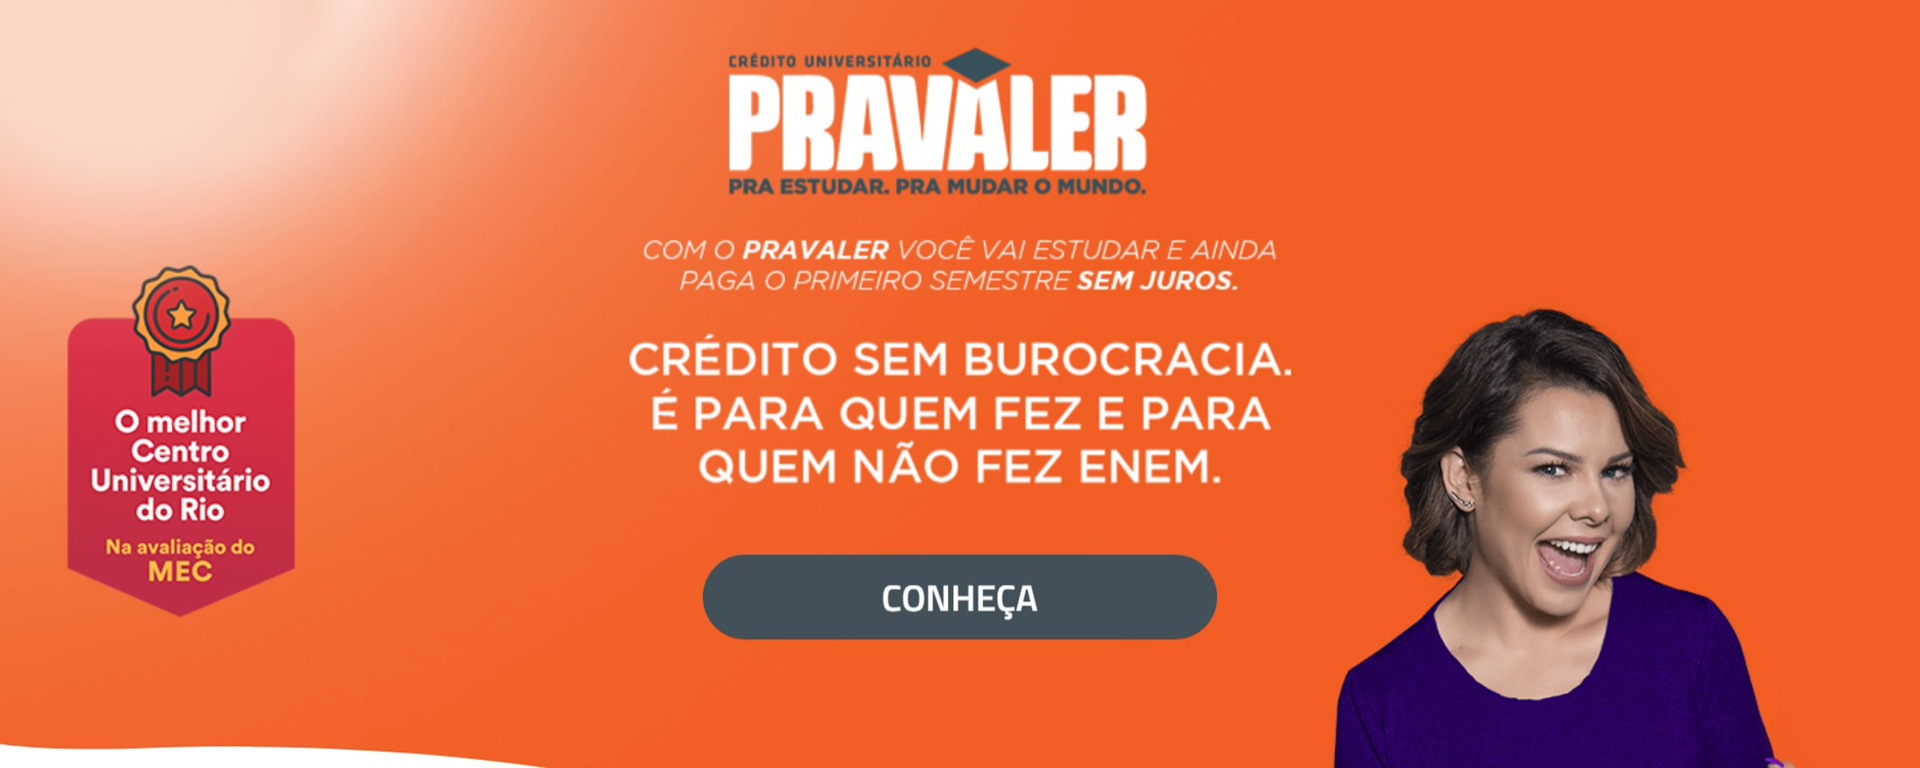 CRÉDITO UNIVERSITÁRIO
PRAVALER
PRA ESTUDAR. PRA MUDAR O MUNDO.
COM O PRAVALER VOCÊ VAI ESTUDAR E AINDA
PAGA O PRIMEIRO SEMESTRE SEM JUROS.
CRÉDITO SEM BUROCRACIA.
É PARA QUEM FEZ E PARA
QUEM NÃO FEZ ENEM.
CONHEÇA
O melhor
Centro
Universitário
do Rio
Na avaliação do
MEC